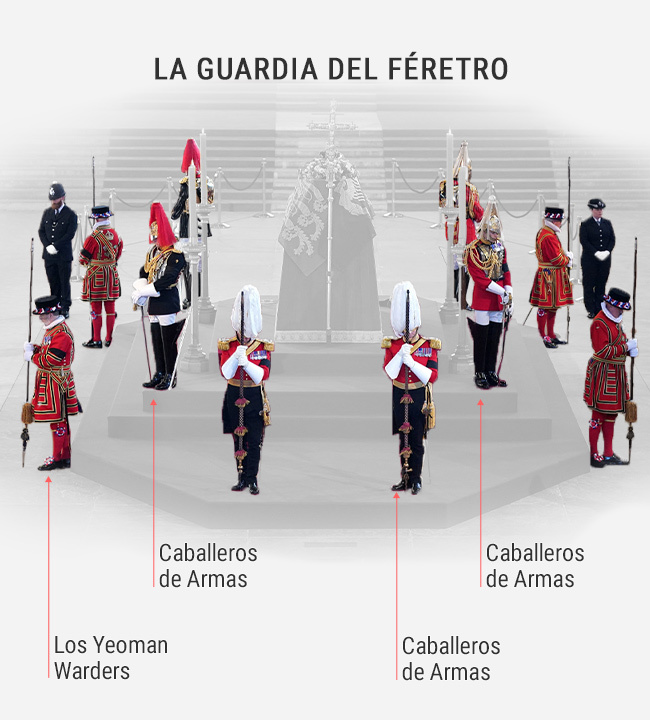 LA GUARDIA DEL FÉRETRO
Caballeros
de Armas
Caballeros
de Armas
Los Yeoman
Warders
Caballeros
de Armas